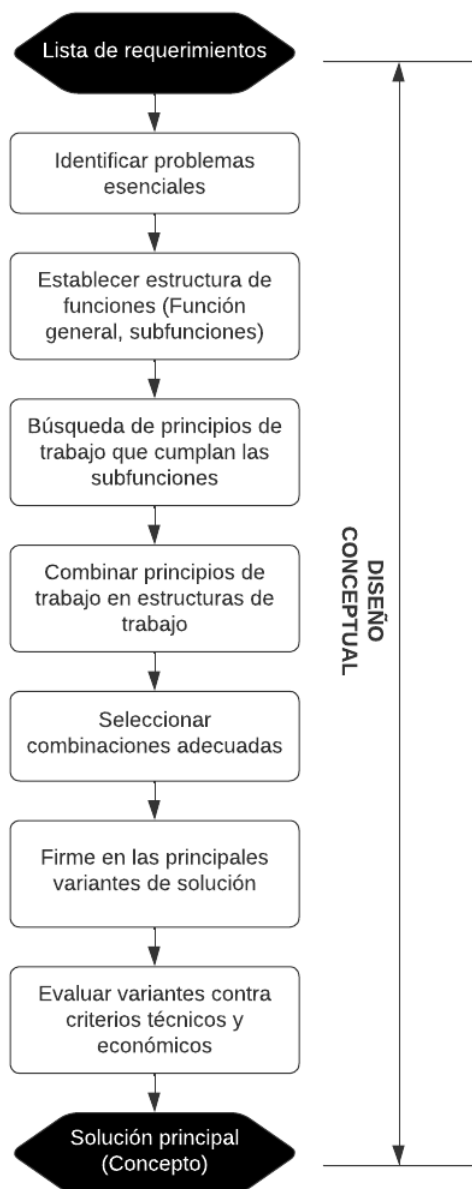 Lista de requerimientos
Identificar problemas
esenciales
Establecer estructura de
funciones (Función
general, subfunciones)
Búsqueda de principios de
trabajo que cumplan las
subfunciones
Combinar principios de
trabajo en estructuras de
trabajo
Seleccionar
combinaciones adecuadas
Firme en las principales
variantes de solución
Evaluar variantes contra
criterios técnicos y
económicos
Solución principal
(Concepto)
DISEÑO
CONCEPTUAL